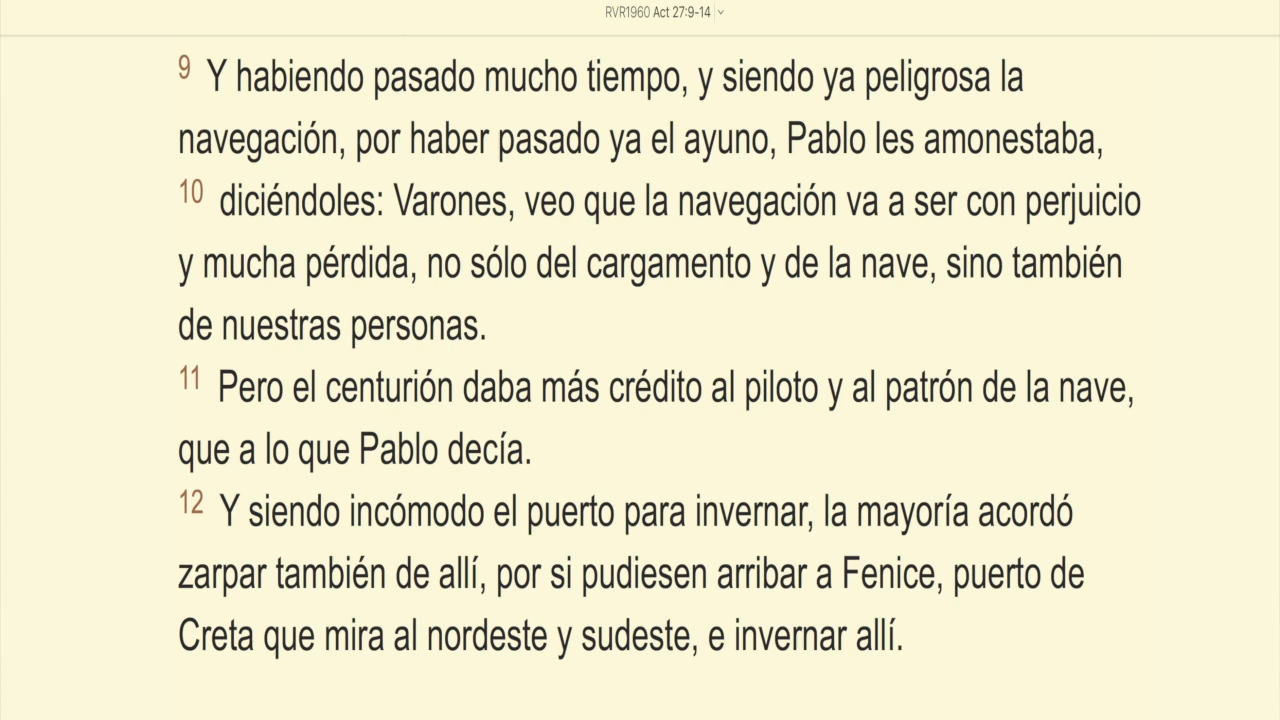 RVR1960 Act 27:9-14
9 Y habiendo pasado mucho tiempo, y siendo ya peligrosa la
navegación, por haber pasado ya el ayuno, Pablo les amonestaba,
10 diciéndoles: Varones, veo que la navegación va a ser con perjuicio
y mucha pérdida, no sólo del cargamento y de la nave, sino también
de nuestras personas.
11 Pero el centurión daba más crédito al piloto y al patrón de la nave,
que a lo que Pablo decía.
12 Y siendo incómodo el puerto para invernar, la mayoría acordó
zarpar también de allí, por si pudiesen arribar a Fenice, puerto de
Creta que mira al nordeste y sudeste, e invernar allí.